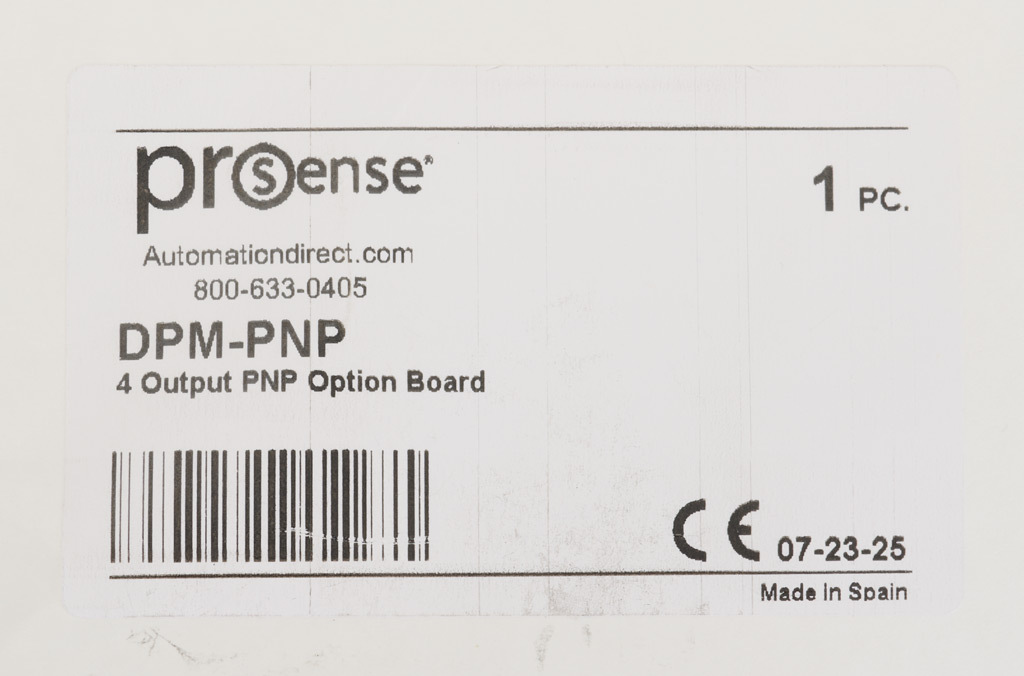 prosense®
1 PC.
Automationdirect.com
800-633-0405
DPM-PNP
4 Output PNP Option Board
CE 07-23-25
Made in Spain